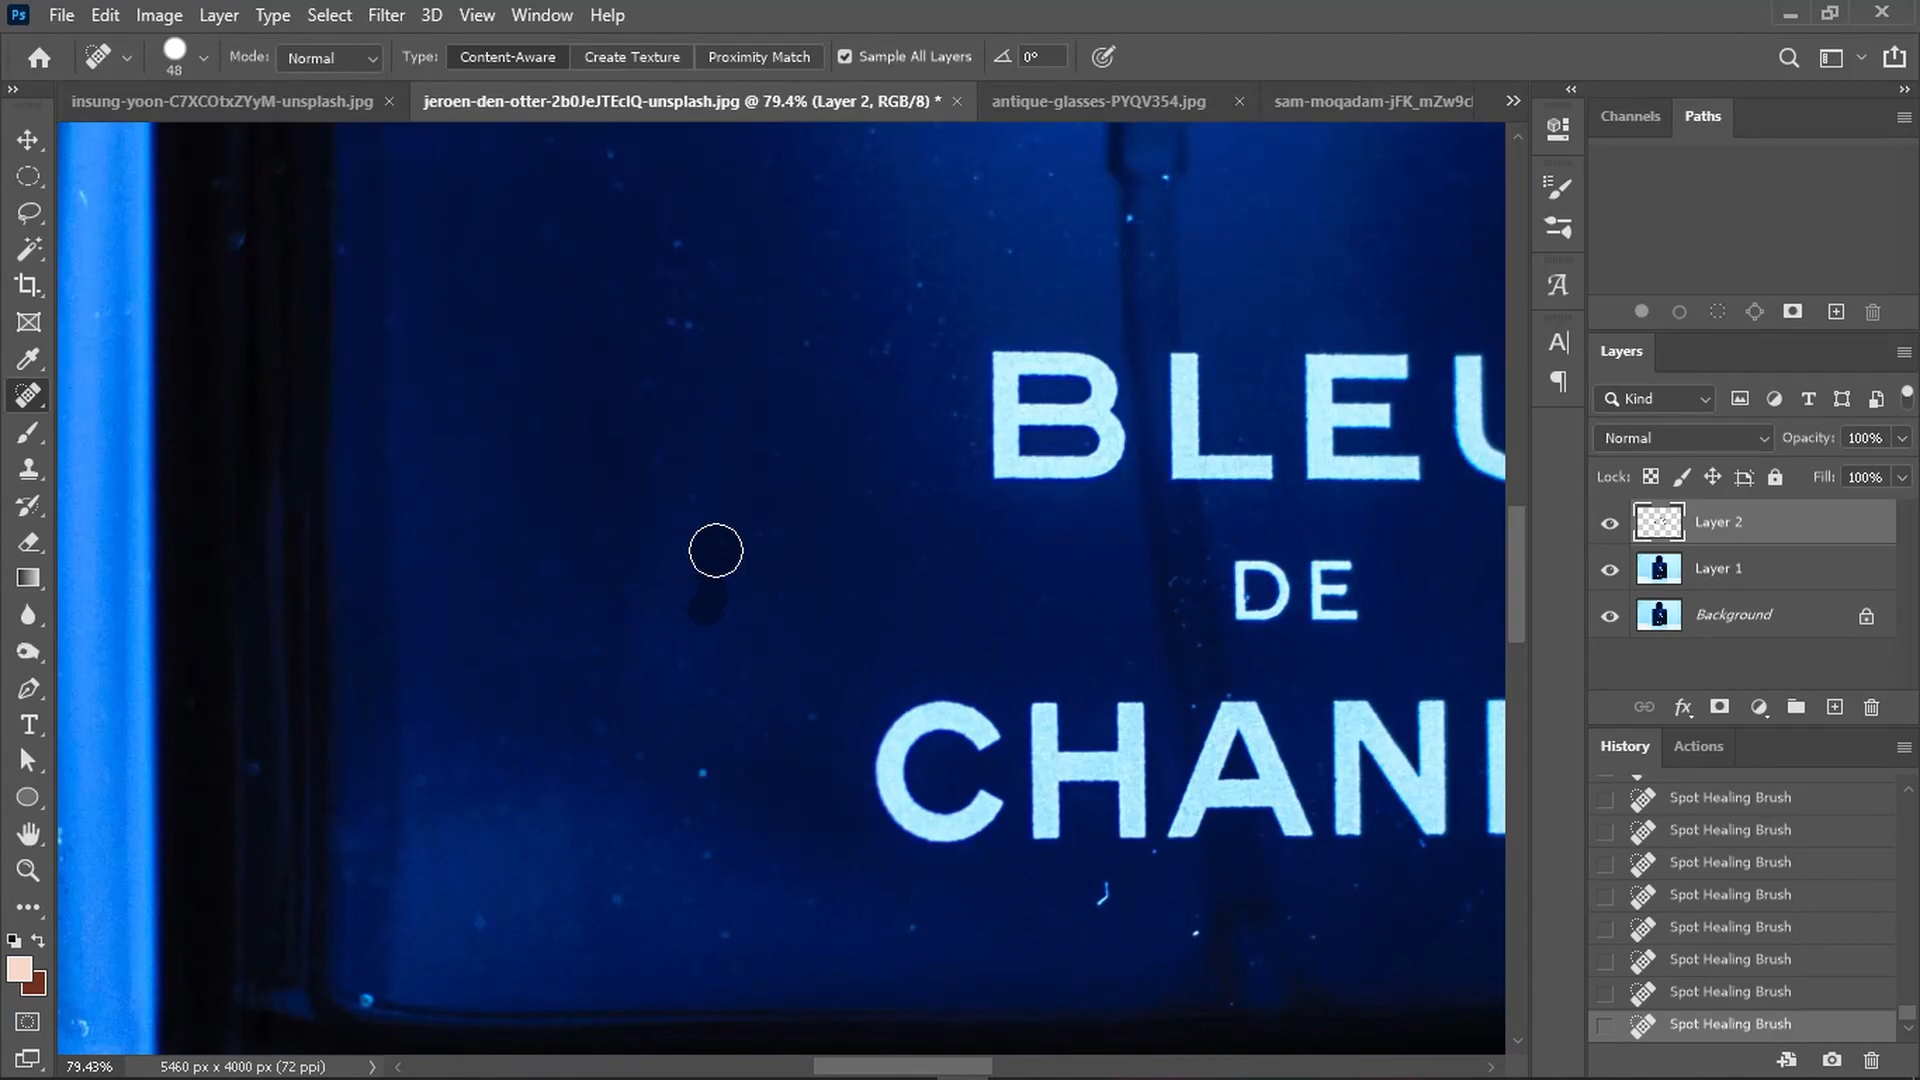 Ps File Edit Image Layer Type Select Filter 3D View Window Help
48 Mode: Normal Type: Content-Aware Create Texture Proximity Match Sample All Layers 0°
insung-yoon-C7XCOtxZYyM-unsplash.jpg jeroen-den-otter-2b0JeJTEclQ-unsplash.jpg @ 79.4% (Layer 2, RGB/8) * antique-glasses-PYQV354.jpg sam-moqadam-jFK_mZw9cl
Channels Paths
BLEU
DE
CHANE
Layers
Kind
Normal Opacity: 100%
Lock: Fill: 100%
Layer 2
Layer 1
Background
History Actions
Spot Healing Brush
Spot Healing Brush
Spot Healing Brush
Spot Healing Brush
Spot Healing Brush
Spot Healing Brush
Spot Healing Brush
Spot Healing Brush
79.43% 5460 px x 4000 px (72 ppi)